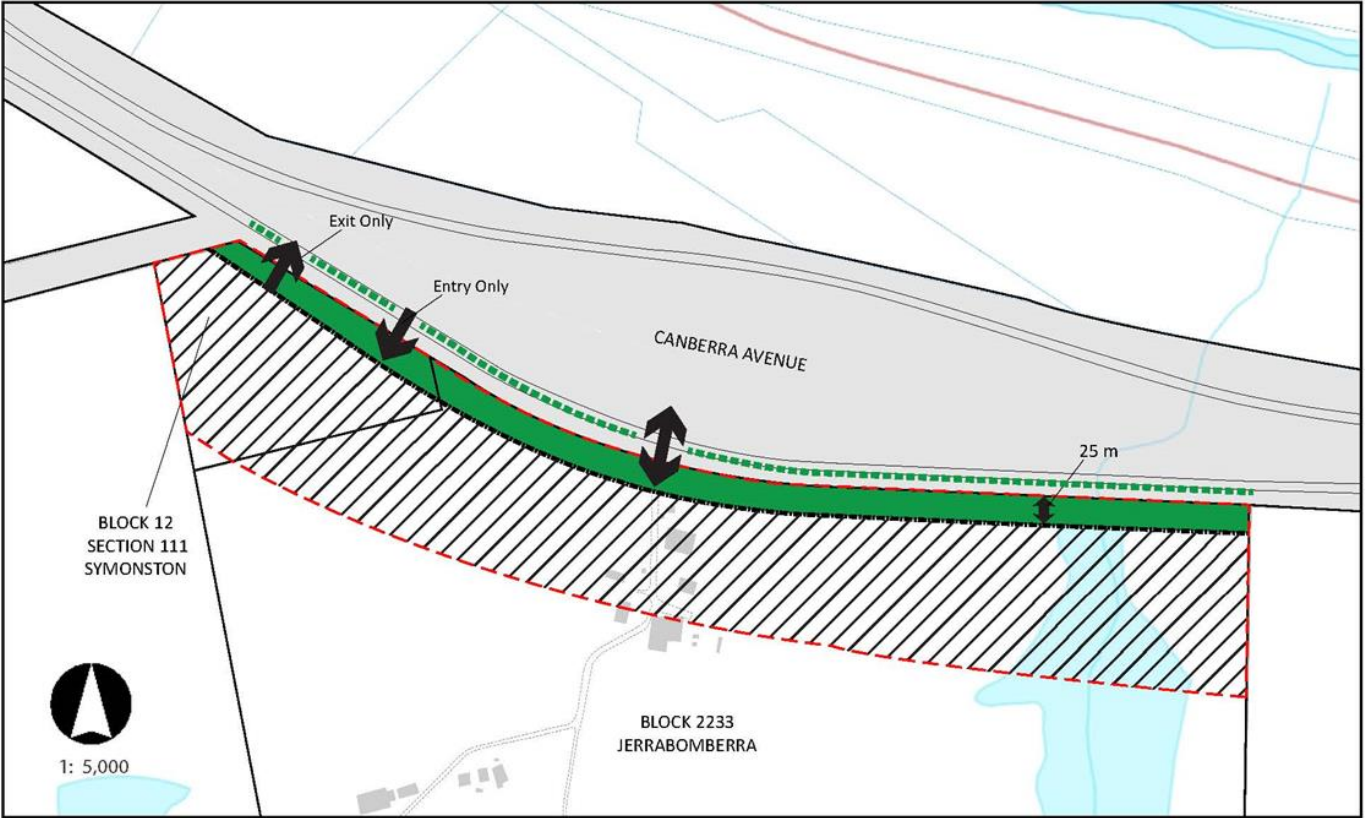 Exit Only
Entry Only
CANBERRA AVENUE
25 m
BLOCK 12
SECTION 111
SYMONSTON
BLOCK 2233
JERRABOMBERRA
1: 5,000